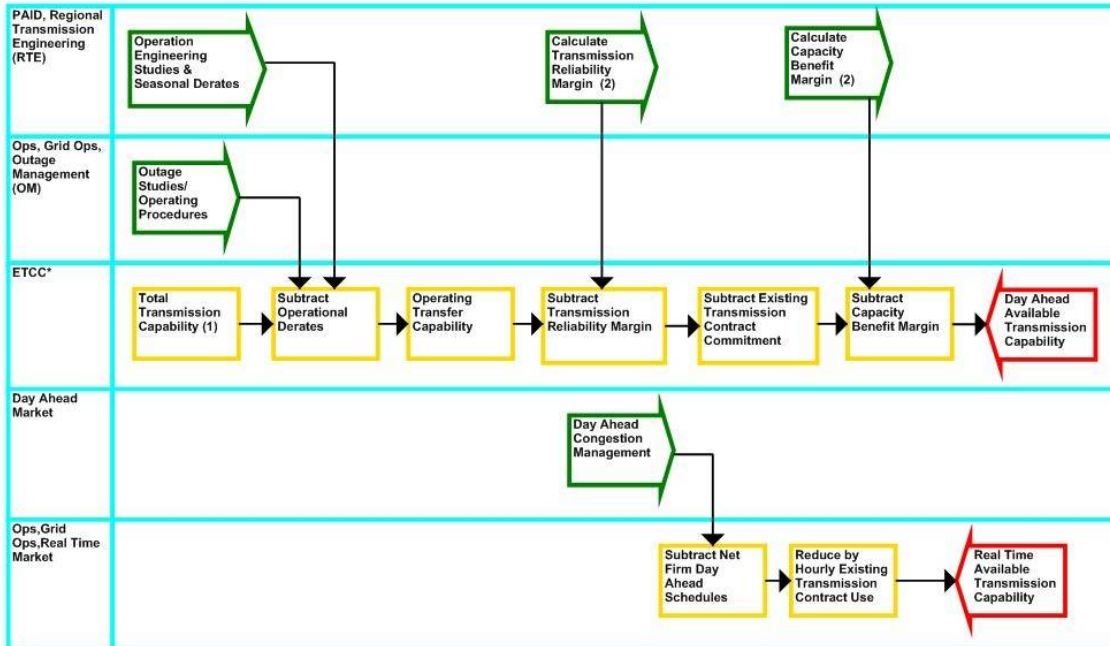 PAID, Regional
Transmission
Engineering
(RTE)
Operation
Engineering
Studies &
Seasonal Derates
Calculate
Transmission
Reliability
Margin (2)
Calculate
Capacity
Benefit
Margin (2)
Ops, Grid Ops,
Outage
Management
(OM)
Outage
Studies/
Operating
Procedures
ETCC*
Total
Transmission
Capability (1)
Subtract
Operational
Derates
Operating
Transfer
Capability
Subtract
Transmission
Reliability Margin
Subtract Existing
Transmission
Contract
Commitment
Subtract
Capacity
Benefit Margin
Day Ahead
Available
Transmission
Capability
Day Ahead
Market
Day Ahead
Congestion
Management
Ops,Grid
Ops,Real Time
Market
Subtract Net
Firm Day
Ahead
Schedules
Reduce by
Hourly Existing
Transmission
Contract Use
Real Time
Available
Transmission
Capability